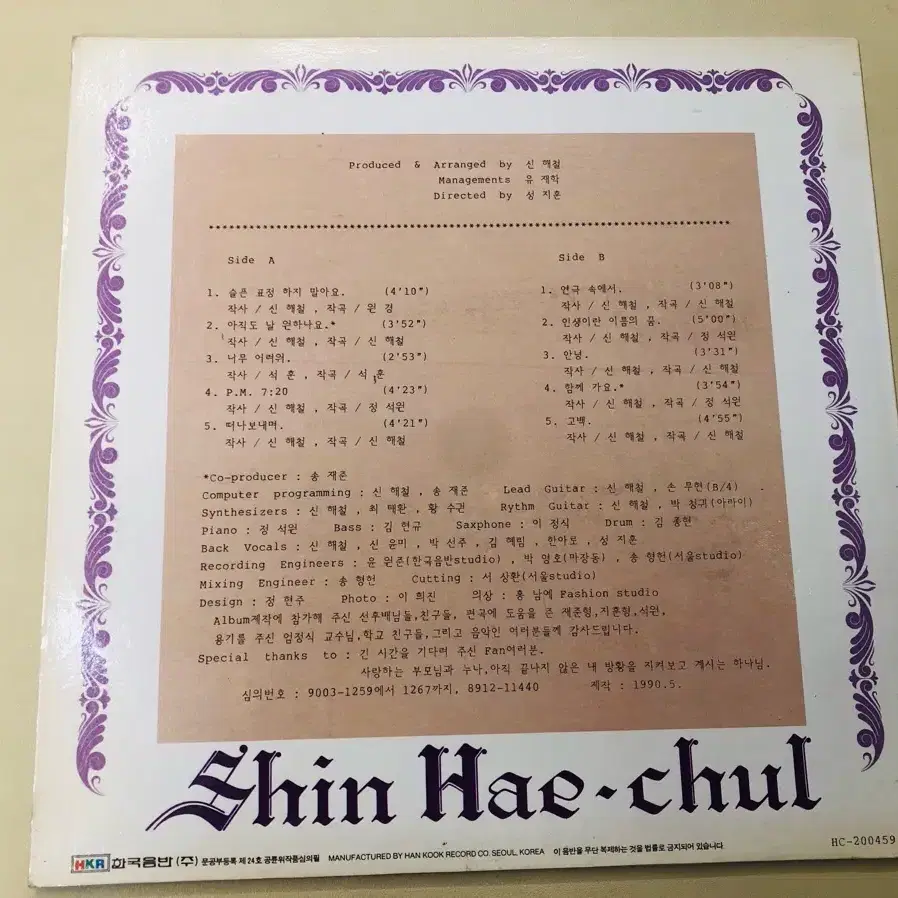 Produced & Arranged by 신 해철
Managements 유 재학
Directed by 성 지훈
Side A
1. 슬픈 표정 하지 말아요. (4'10")
작사 / 신 해철 , 작곡 / 원 경
2. 아직도 날 원하나요.* (3'52")
작사 / 신 해철 , 작곡 / 신 해철
3. 너무 어려워. (2'53")
작사 / 석 훈 , 작곡 / 석 훈
4. P.M. 7:20 (4'23")
작사 / 신 해철 , 작곡 / 정 석원
5. 떠나보내며. (4'21")
작사 / 신 해철 , 작곡 / 신 해철
Side B
1. 연극 속에서. (3'08")
작사 / 신 해철 , 작곡 / 신 해철
2. 인생이란 이름의 꿈. (5'00")
작사 / 신 해철 , 작곡 / 정 석원
3. 안녕. (3'31")
작사 / 신 해철 , 작곡 / 신 해철
4. 함께 가요.* (3'54")
작사 / 신 해철 , 작곡 / 신 해철
5. 고백. (4'55")
작사 / 신 해철 , 작곡 / 신 해철
*Co-producer : 송 재준
Computer programming : 신 해철 , 송 재준 Lead Guitar : 신 해철 , 손 무현(B/4) .
Synthesizers : 신 해철 , 최 태완 , 황 수권 Rythm Guitar : 신 해철 , 박 청귀(아라이)
Piano : 정 석원 Bass : 김 현규 Saxphone : 이 정식 Drum : 김 종현
Back Vocals : 신 해철 , 신 윤미 , 박 선주 , 김 혜림 , 한아로 , 성 지훈
Recording Engineers : 윤 원준(한국음반studio) , 박 염호(마장동) , 송 형헌(서울studio)
Mixing Engineer : 송 형헌 Cutting : 서 상환(서울studio)
Design : 정 현주 Photo : 이 희진 의상 : 홍 남예 Fashion studio
Album제작에 참가해 주신 선후배님들,친구들, 편곡에 도움을 준 재준형,지훈형,석원,
용기를 주신 엄정식 교수님,학교 친구들,그리고 음악인 여러분들께 감사드립니다.
Special thanks to : 긴 시간을 기다려 주신 Fan여러분.
사랑하는 부모님과 누나,아직 끝나지 않은 내 방황을 지켜보고 계시는 하나님.
심의번호 : 9003-1259에서 1267까지, 8912-11440 제작 : 1990.5.
Shin Hae-chul
HKR 한국음반(주) 문공부등록 제24호 공륜위작품심의필 MANUFACTURED BY HAN KOOK RECORD CO. SEOUL, KOREA 이 음반을 무단 복제하는 것을 법률로 금지되어 있습니다
HC-200459